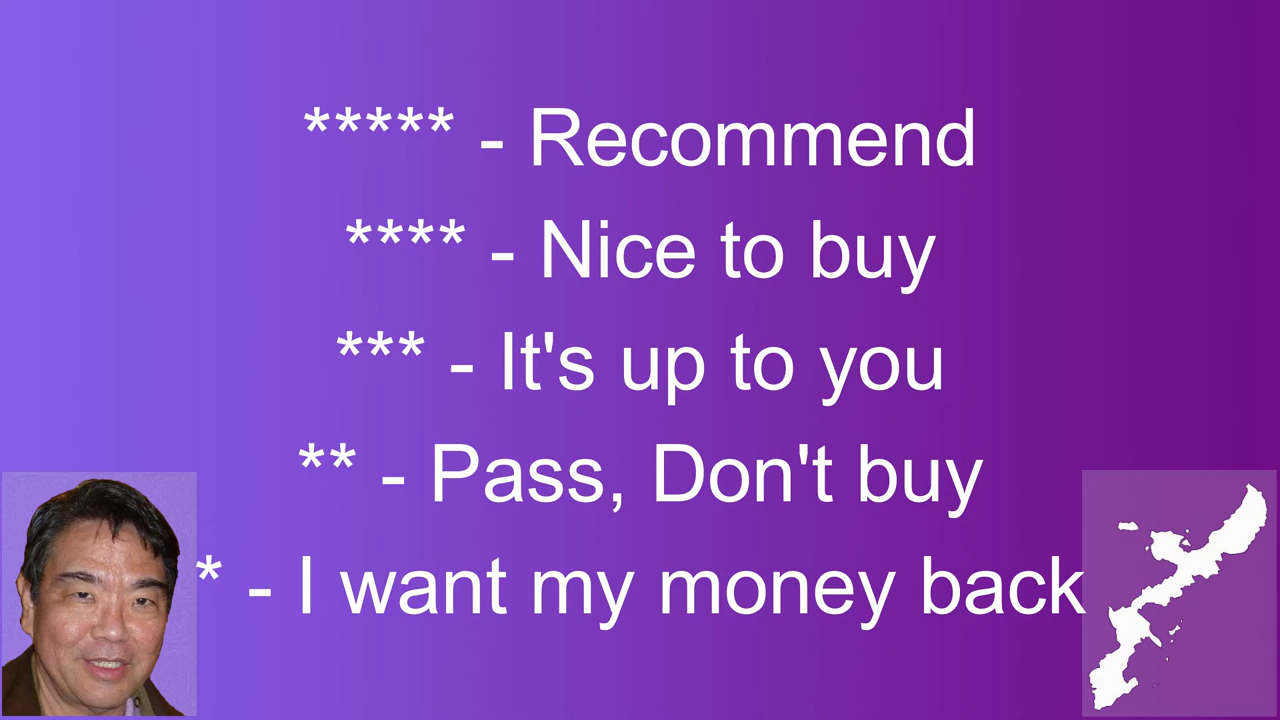 ***** - Recommend
**** - Nice to buy
*** - It's up to you
** - Pass, Don't buy
* - I want my money back